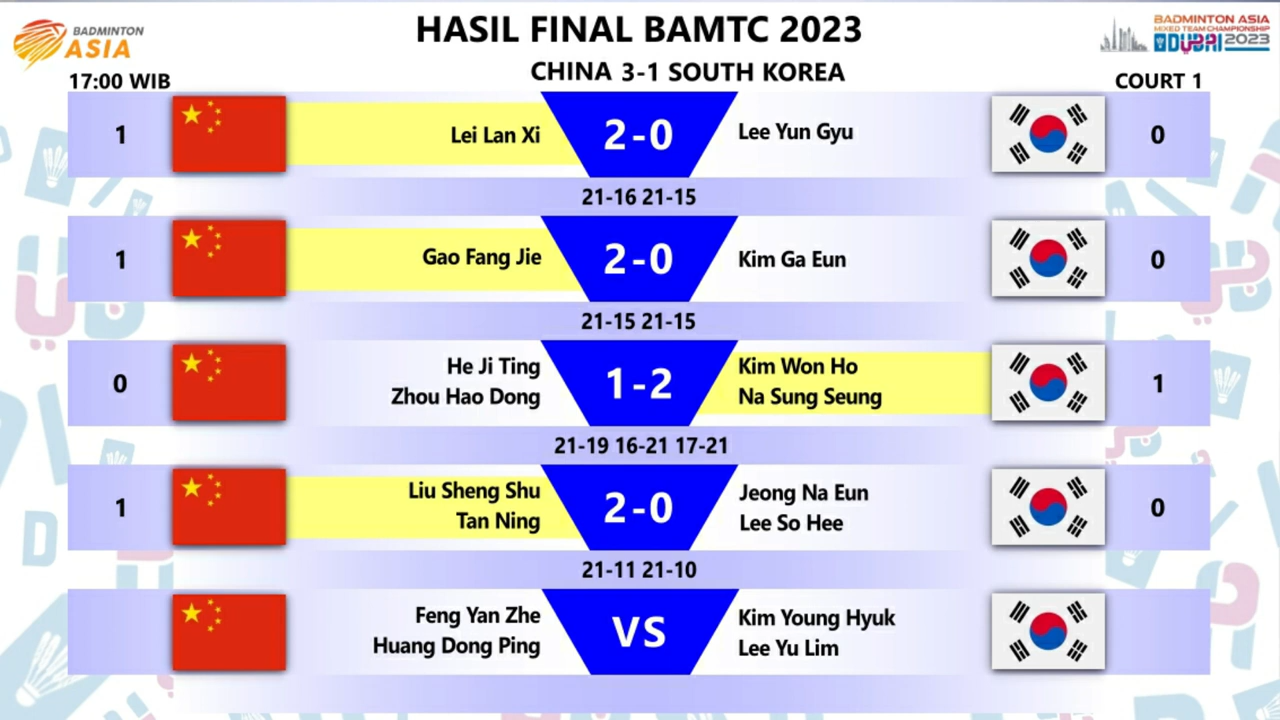 BADMINTON
ASIA
HASIL FINAL BAMTC 2023
BADMINTON ASIA
MIXED TEAM CHAMPIONSHIP
DUBAI 2023
17:00 WIB
CHINA 3-1 SOUTH KOREA
COURT 1
1
Lei Lan Xi
2-0
Lee Yun Gyu
0
21-16 21-15
1
Gao Fang Jie
2-0
Kim Ga Eun
0
21-15 21-15
0
He Ji Ting
Zhou Hao Dong
1-2
Kim Won Ho
Na Sung Seung
1
21-19 16-21 17-21
1
Liu Sheng Shu
Tan Ning
2-0
Jeong Na Eun
Lee So Hee
0
21-11 21-10
Feng Yan Zhe
Huang Dong Ping
VS
Kim Young Hyuk
Lee Yu Lim